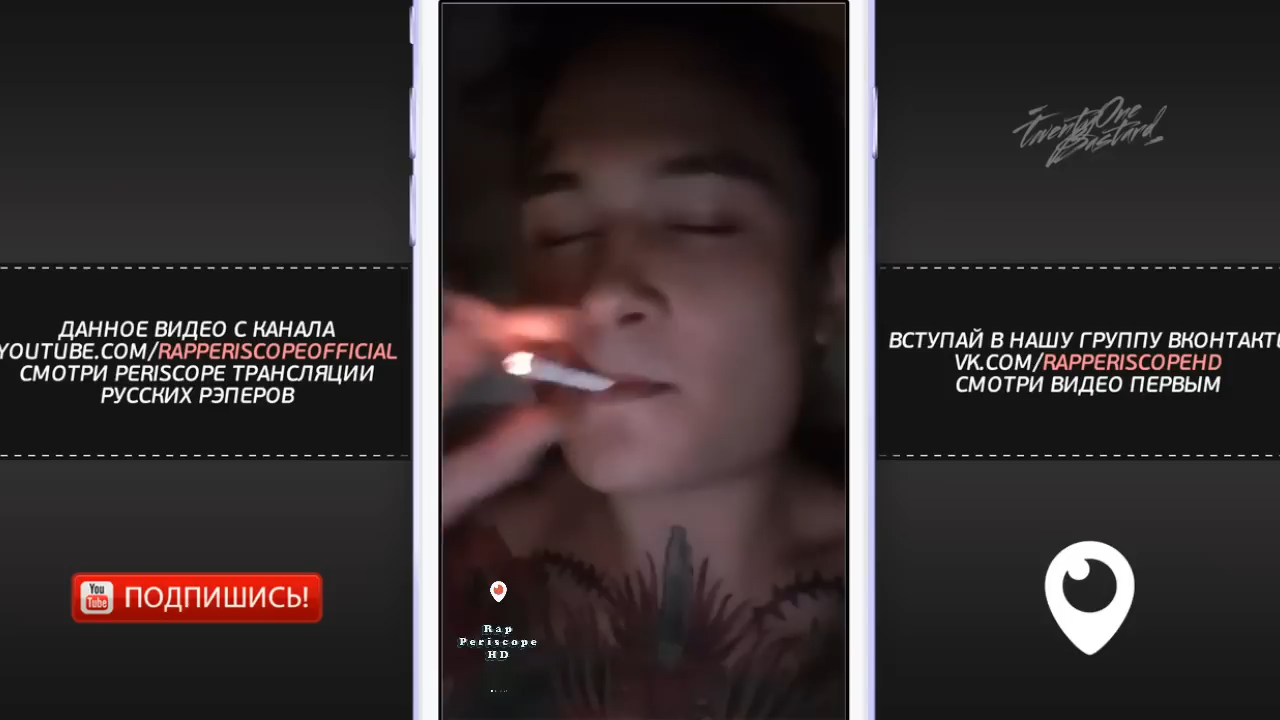 ДАННОЕ ВИДЕО С КАНАЛА
YOUTUBE.COM/RAPPERISCOPEOFFICIAL
СМОТРИ PERISCOPE ТРАНСЛЯЦИИ
РУССКИХ РЭПЕРОВ
You
Tube
ПОДПИШИСЬ!
Rap
Periscope
HD
TwentyOne
Bastard
ВСТУПАЙ В НАШУ ГРУППУ ВКОНТАКТЕ
VK.COM/RAPPERISCOPEHD
СМОТРИ ВИДЕО ПЕРВЫМ